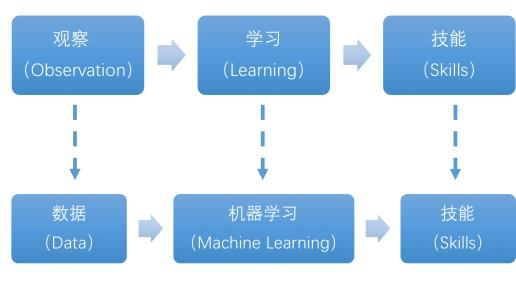 观察
（Observation）
学习
（Learning）
技能
（Skills）
数据
（Data）
机器学习
（Machine Learning）
技能
（Skills）